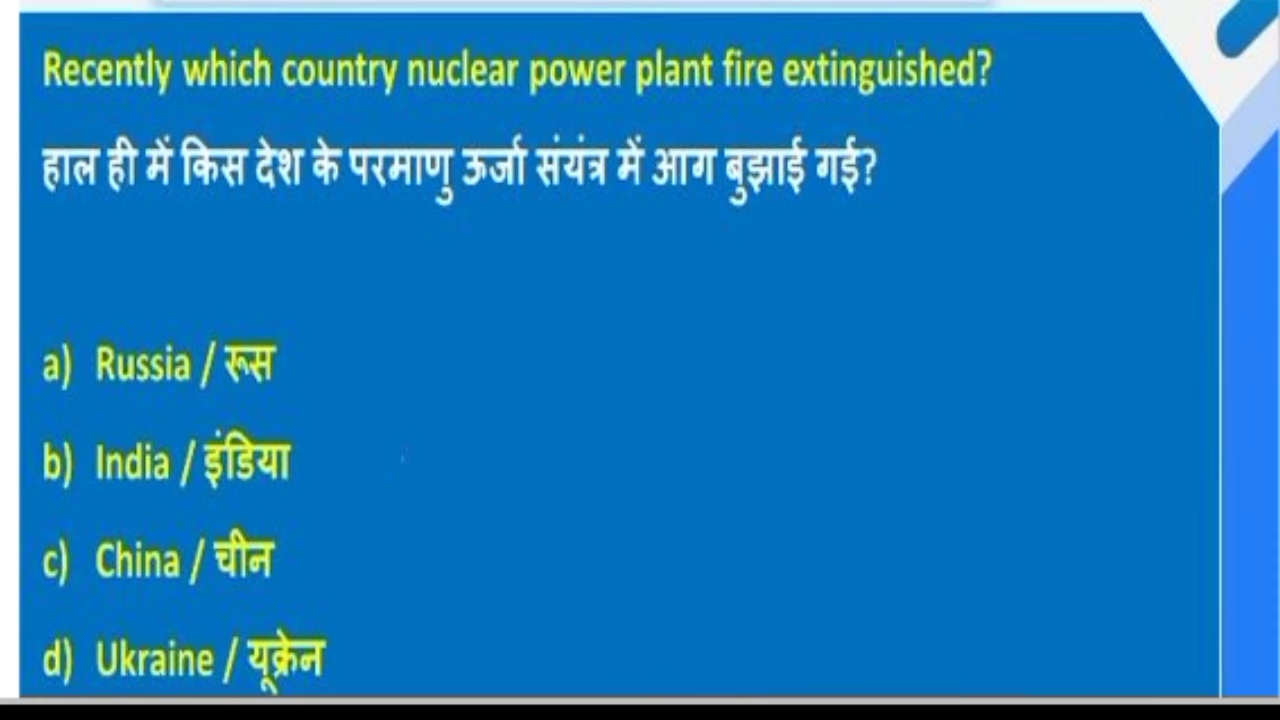 Recently which country nuclear power plant fire extinguished?
हाल ही में किस देश के परमाणु ऊर्जा संयंत्र में आग बुझाई गई?
a) Russia / रूस
b) India / इंडिया
c) China / चीन
d) Ukraine / यूक्रेन